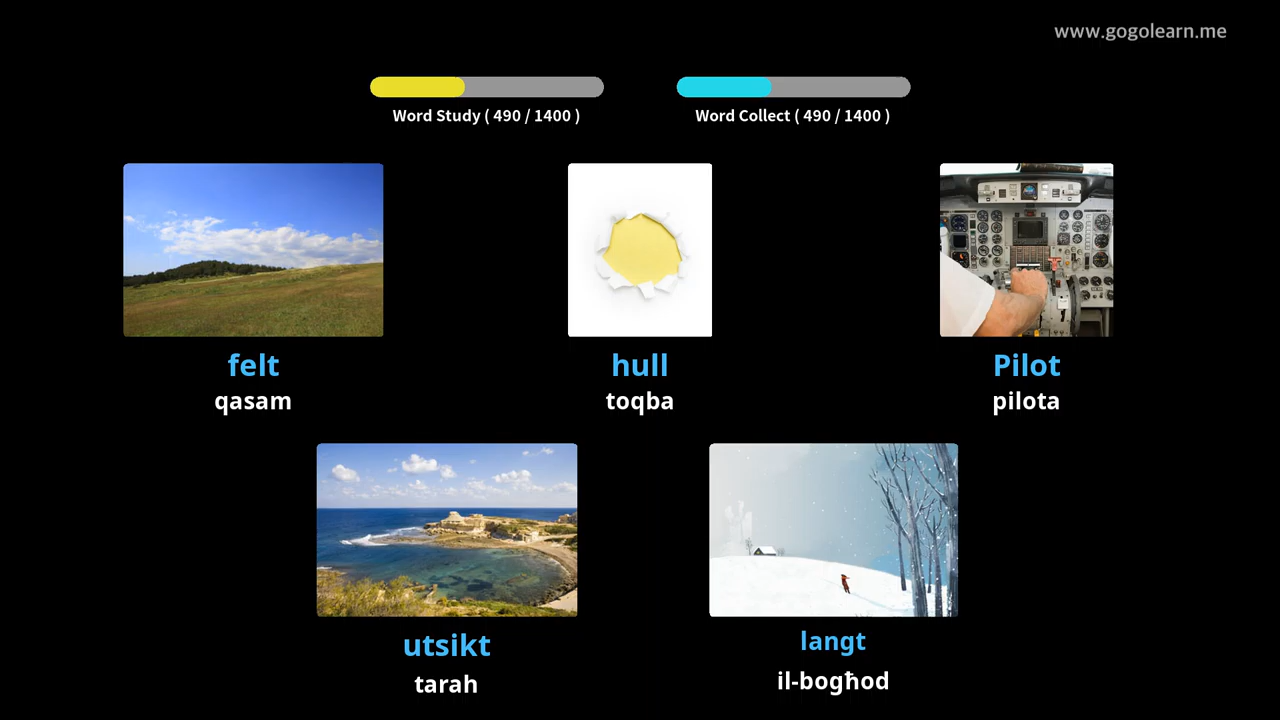 www.gogolearn.me
Word Study ( 490 / 1400 )
Word Collect ( 490 / 1400 )
felt
qasam
hull
toqba
Pilot
pilota
utsikt
tarah
langt
il-bogħod